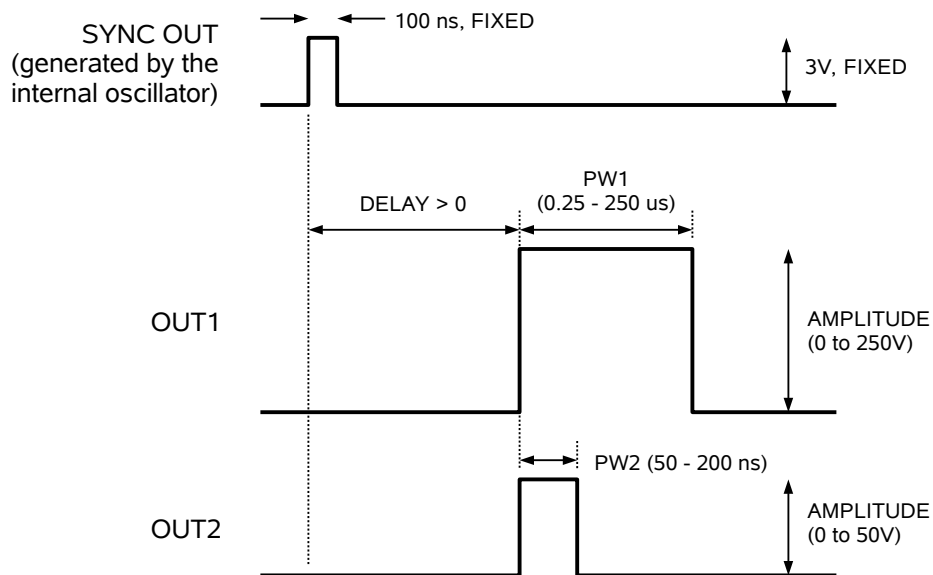 100 ns, FIXED
SYNC OUT
(generated by the
internal oscillator)
3V, FIXED
PW1
(0.25 - 250 us)
DELAY > 0
OUT1
AMPLITUDE
(0 to 250V)
PW2 (50 - 200 ns)
OUT2
AMPLITUDE
(0 to 50V)